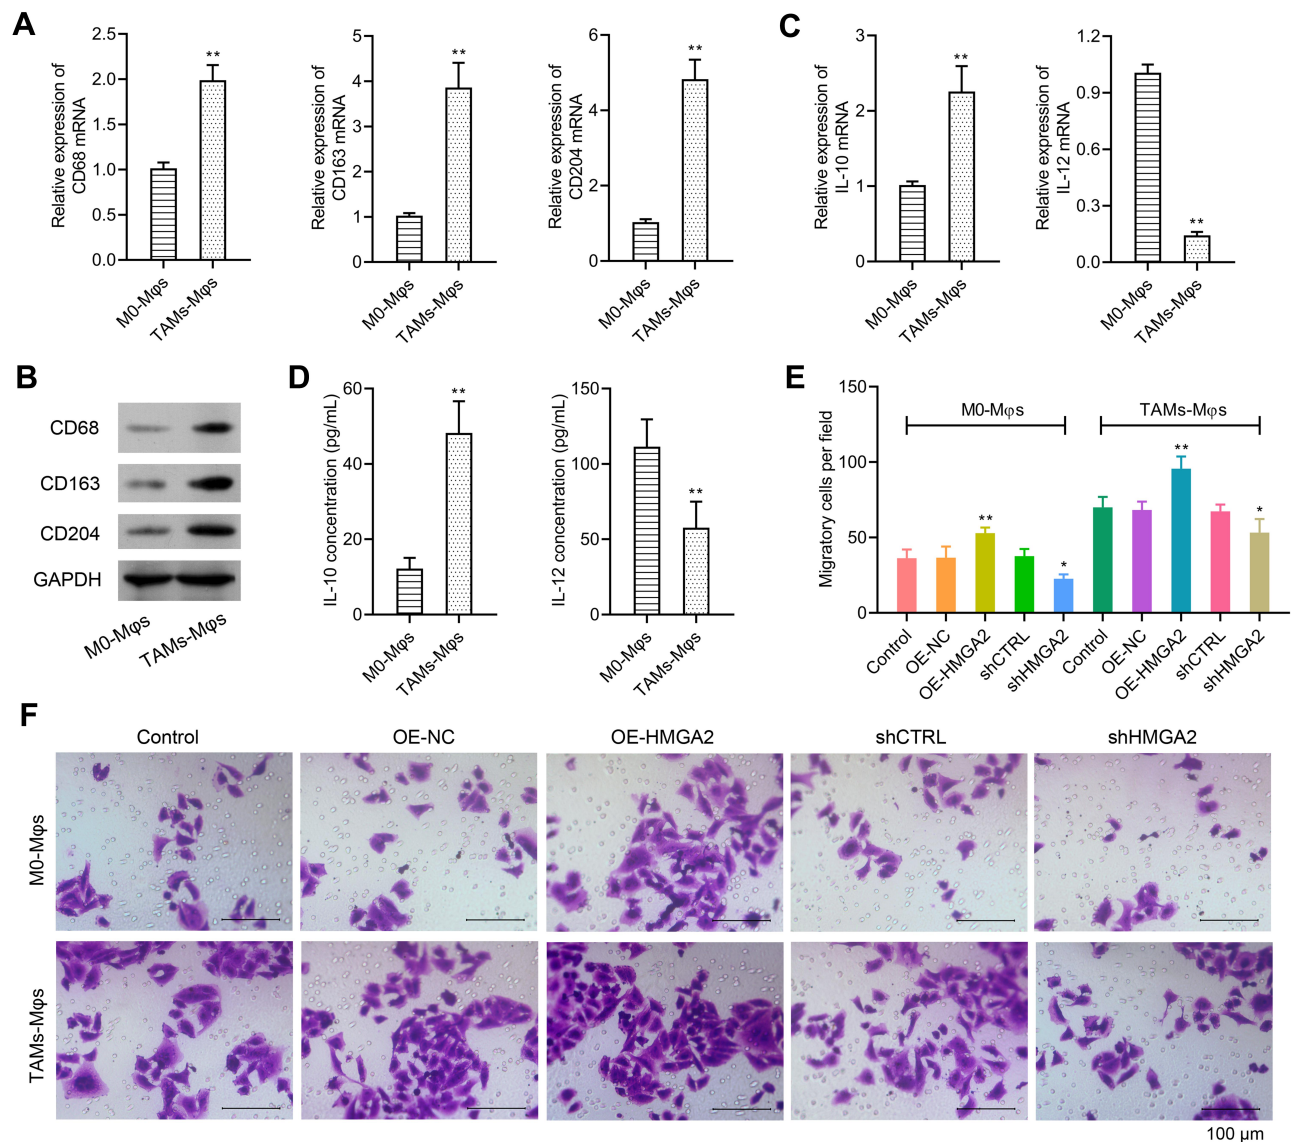 A
Relative expression of
CD68 mRNA
2.5
2.0
1.5
1.0
0.5
0.0
**
M0-Mφs
TAMs-Mφs
Relative expression of
CD163 mRNA
5
4
3
2
1
0
**
M0-Mφs
TAMs-Mφs
Relative expression of
CD204 mRNA
6
4
2
0
**
M0-Mφs
TAMs-Mφs
C
Relative expression of
IL-10 mRNA
3
2
1
0
**
M0-Mφs
TAMs-Mφs
Relative expression of
IL-12 mRNA
1.2
0.9
0.6
0.3
0.0
**
M0-Mφs
TAMs-Mφs
B
CD68
CD163
CD204
GAPDH
M0-Mφs
TAMs-Mφs
D
IL-10 concentration (pg/mL)
60
40
20
0
**
M0-Mφs
TAMs-Mφs
IL-12 concentration (pg/mL)
150
100
50
0
**
M0-Mφs
TAMs-Mφs
E
Migratory cells per field
150
100
50
0
M0-Mφs
TAMs-Mφs
**
*
**
*
Control
OE-NC
OE-HMGA2
shCTRL
shHMGA2
Control
OE-NC
OE-HMGA2
shCTRL
shHMGA2
F
Control
OE-NC
OE-HMGA2
shCTRL
shHMGA2
M0-Mφs
TAMs-Mφs
100 μm